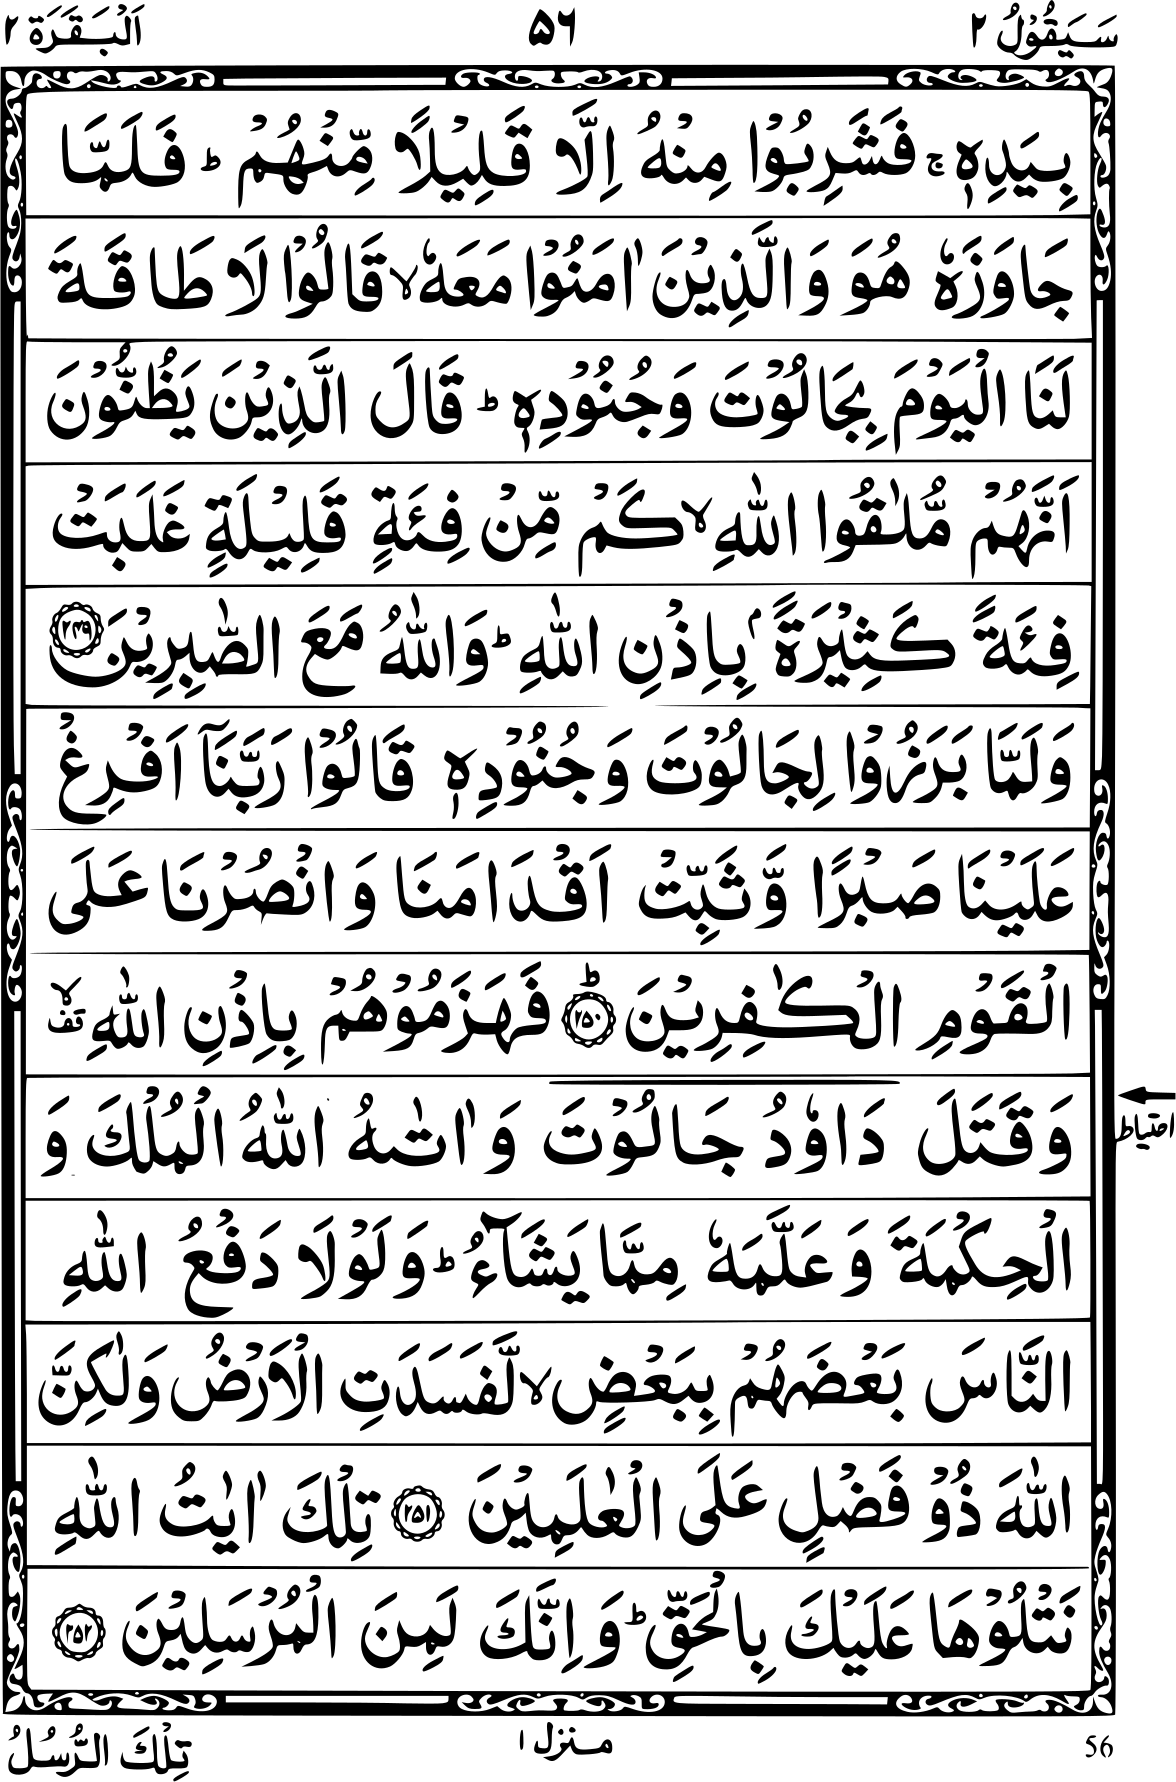 سَيَقُوْلُ ٢ ٥٦ اَلْبَقَرَة ٢
بِيَدِهٖ ۚ فَشَرِبُوْا مِنْهُ اِلَّا قَلِيْلًا مِّنْهُمْ ؕ فَلَمَّا
جَاوَزَهٗ هُوَ وَالَّذِيْنَ اٰمَنُوْا مَعَهٗ ۙ قَالُوْا لَا طَاقَةَ
لَنَا الْيَوْمَ بِجَالُوْتَ وَجُنُوْدِهٖ ؕ قَالَ الَّذِيْنَ يَظُنُّوْنَ
اَنَّهُمْ مُّلٰقُوا اللّٰهِ ۙ كَمْ مِّنْ فِئَةٍ قَلِيْلَةٍ غَلَبَتْ
فِئَةً كَثِيْرَةً ۢ بِاِذْنِ اللّٰهِ ؕ وَاللّٰهُ مَعَ الصّٰبِرِيْنَ ٢٤٩
وَلَمَّا بَرَزُوْا لِجَالُوْتَ وَجُنُوْدِهٖ قَالُوْا رَبَّنَاۤ اَفْرِغْ
عَلَيْنَا صَبْرًا وَّثَبِّتْ اَقْدَامَنَا وَانْصُرْنَا عَلَى
الْقَوْمِ الْكٰفِرِيْنَ ؕ ٢٥٠ فَهَزَمُوْهُمْ بِاِذْنِ اللّٰهِ ۙ قف
وَقَتَلَ دَاوٗدُ جَالُوْتَ وَاٰتٰىهُ اللّٰهُ الْمُلْكَ وَ
احتیاط
الْحِكْمَةَ وَعَلَّمَهٗ مِمَّا يَشَآءُ ؕ وَلَوْلَا دَفْعُ اللّٰهِ
النَّاسَ بَعْضَهُمْ بِبَعْضٍ ۙ لَّفَسَدَتِ الْاَرْضُ وَلٰكِنَّ
اللّٰهَ ذُوْ فَضْلٍ عَلَى الْعٰلَمِيْنَ ٢٥١ تِلْكَ اٰيٰتُ اللّٰهِ
نَتْلُوْهَا عَلَيْكَ بِالْحَقِّ ؕ وَاِنَّكَ لَمِنَ الْمُرْسَلِيْنَ ٢٥٢
56 منزل ١ تِلْكَ الرُّسُلُ